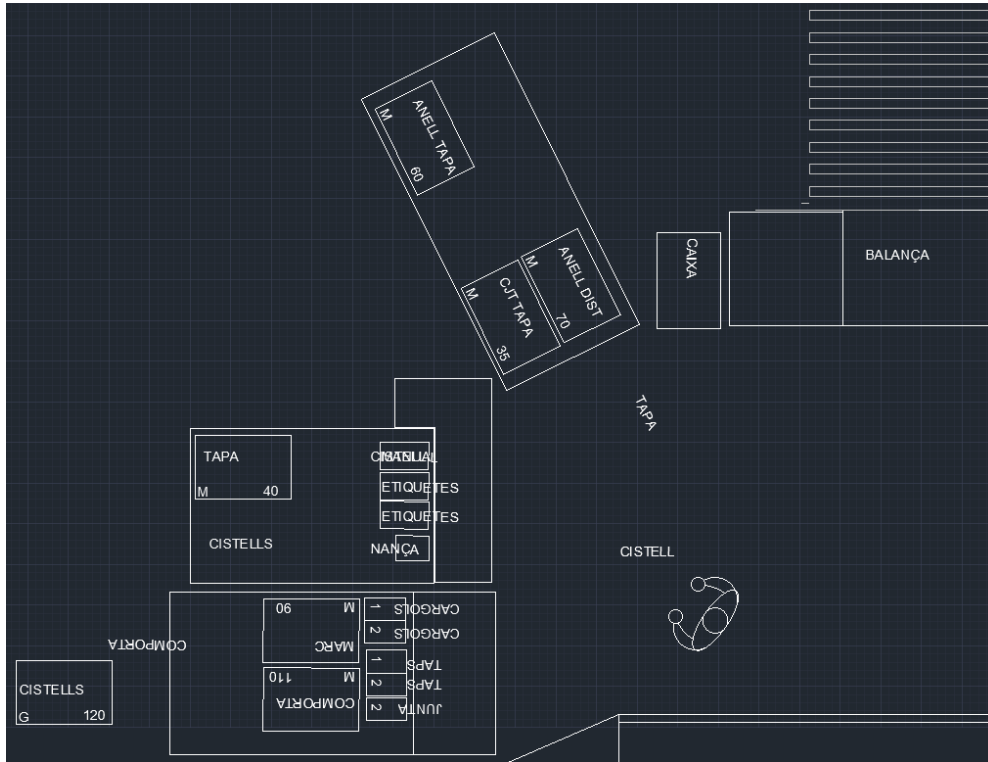 M
ANELL TAPA
60
M
ANELL DIST
70
M
CJT TAPA
35
CAIXA
BALANÇA
TAPA
TAPA
M 40
MANUAL
ETIQUETES
ETIQUETES
CISTELLS
NANÇA
CISTELL
90 M
MARC
1 CARGOLS
2 CARGOLS
COMPORTA
1 TAPS
2 TAPS
110 M
COMPORTA
2 JUNTA
CISTELLS
G 120